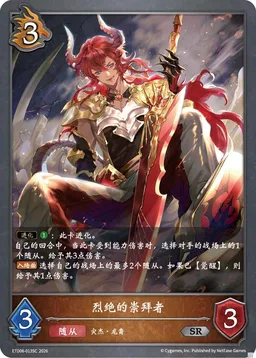 3
进化 1 : 此卡进化。
自己的回合中，当此卡受到能力伤害时，选择对手的战场上的1
个随从。给予其3点伤害。
入场曲 选择自己的战场上的最多2个随从。如果已【觉醒】，则
给予其1点伤害。
烈绝的崇拜者
3
随从
灾杰·龙裔
SR
3
© Cygames, Inc. Published by NetEase Games